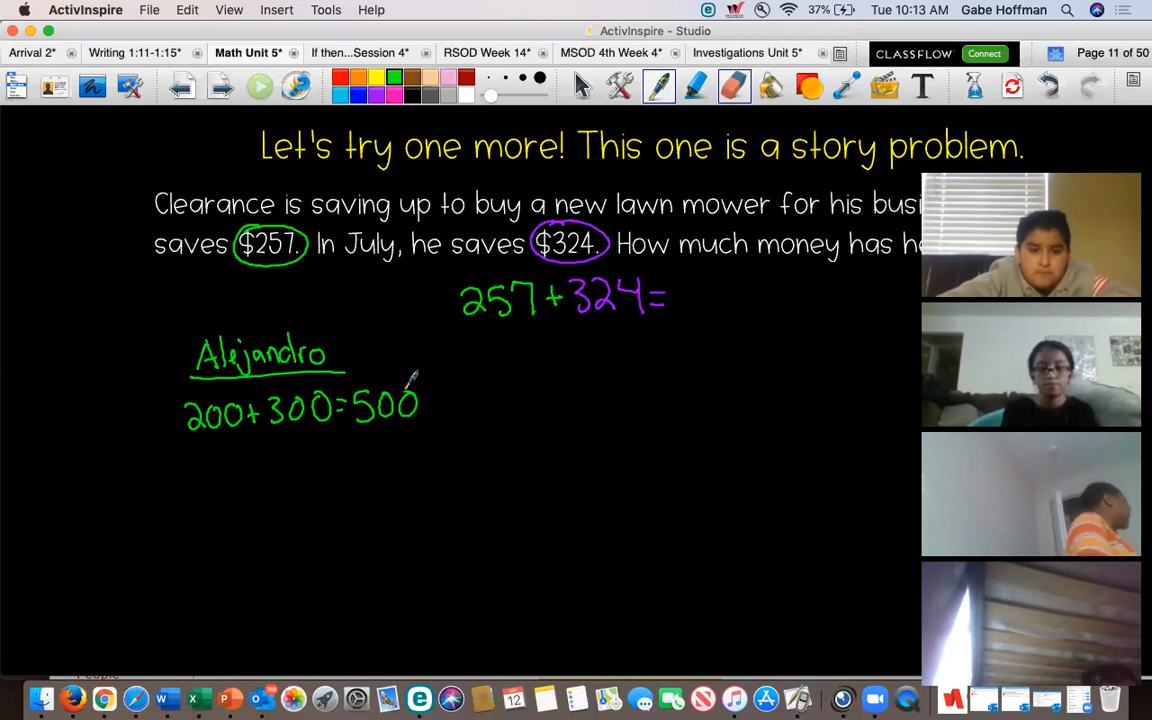 ActivInspire File Edit View Insert Tools Help 37% Tue 10:13 AM Gabe Hoffman
ActivInspire - Studio
Arrival 2* Writing 1:11-1:15* Math Unit 5* If then...Session 4* RSOD Week 14* MSOD 4th Week 4* Investigations Unit 5* CLASSFLOW Connect Page 11 of 50
Let's try one more! This one is a story problem.
Clearance is saving up to buy a new lawn mower for his busi
saves $257. In July, he saves $324. How much money has he
257+324=
Alejandro
200+300=500